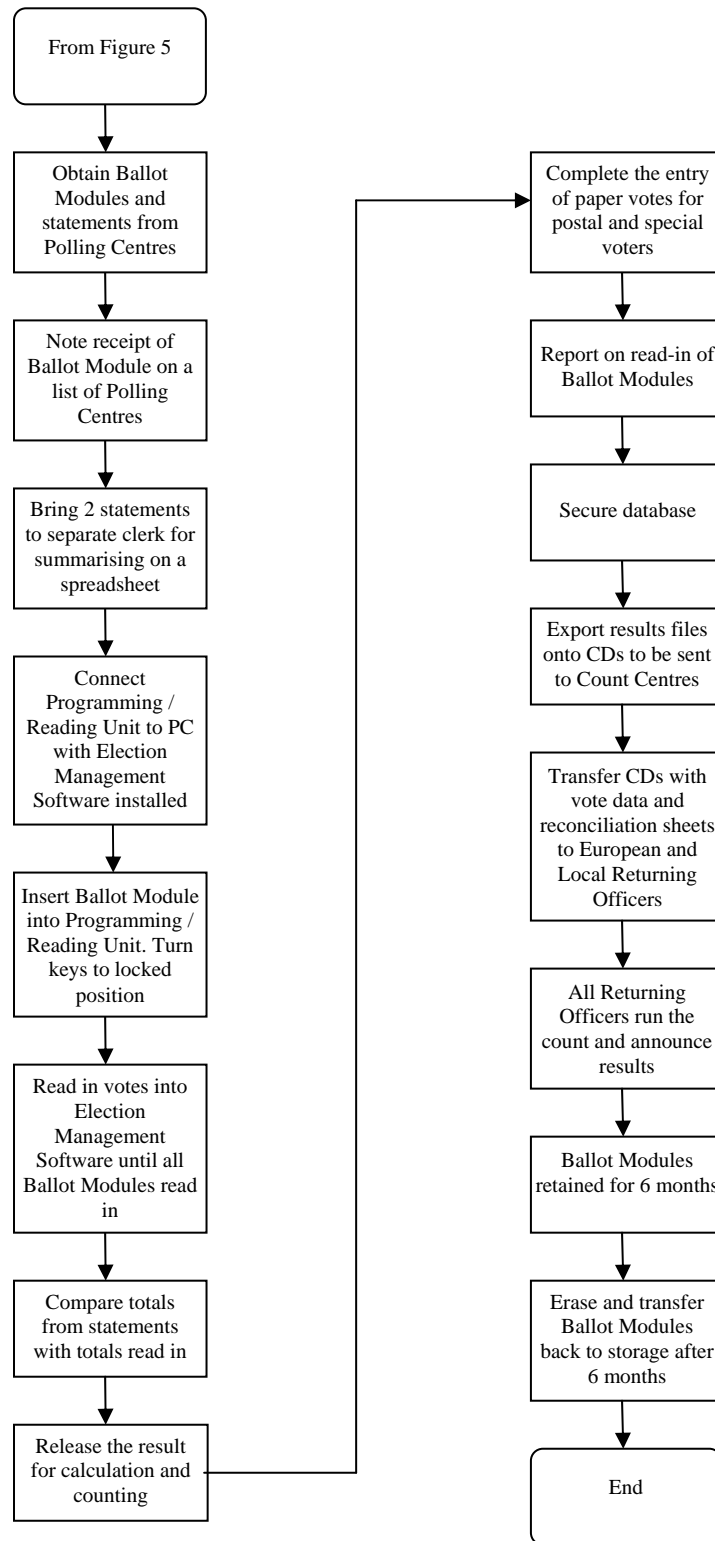 From Figure 5
Obtain Ballot
Modules and
statements from
Polling Centres
Note receipt of
Ballot Module on a
list of Polling
Centres
Bring 2 statements
to separate clerk for
summarising on a
spreadsheet
Connect
Programming /
Reading Unit to PC
with Election
Management
Software installed
Insert Ballot Module
into Programming /
Reading Unit. Turn
keys to locked
position
Read in votes into
Election
Management
Software until all
Ballot Modules read
in
Compare totals
from statements
with totals read in
Release the result
for calculation and
counting
Complete the entry
of paper votes for
postal and special
voters
Report on read-in of
Ballot Modules
Secure database
Export results files
onto CDs to be sent
to Count Centres
Transfer CDs with
vote data and
reconciliation sheets
to European and
Local Returning
Officers
All Returning
Officers run the
count and announce
results
Ballot Modules
retained for 6 months
Erase and transfer
Ballot Modules
back to storage after
6 months
End